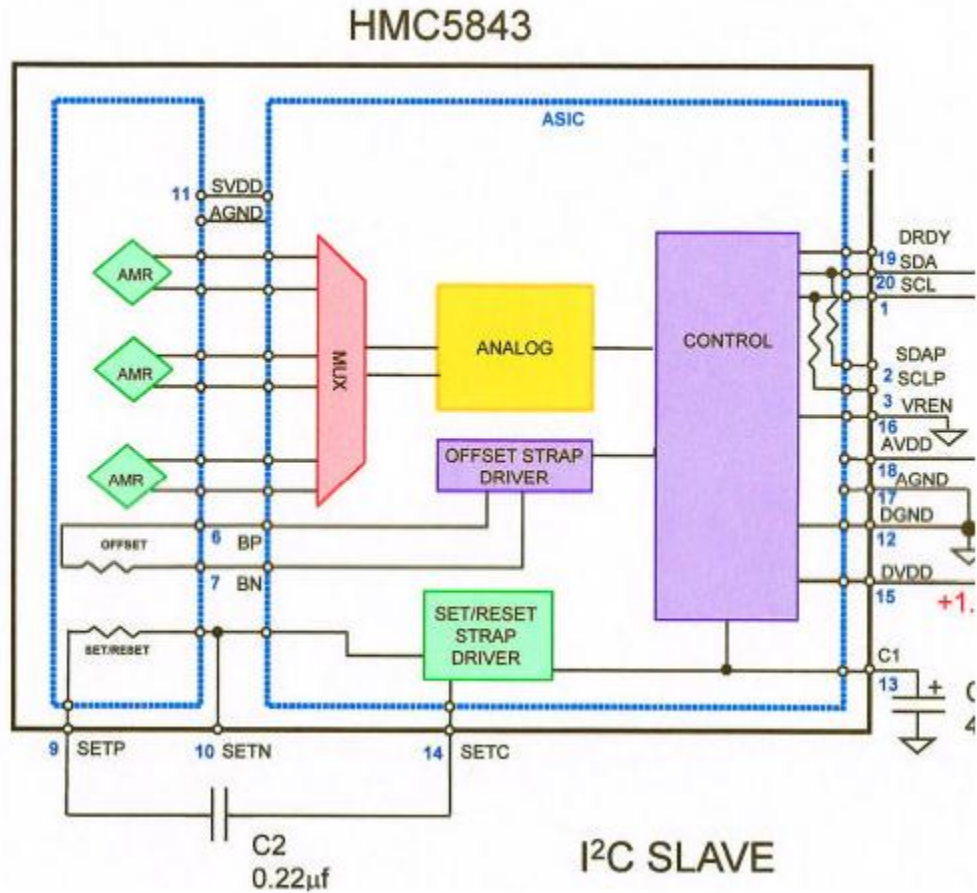 HMC5843
ASIC
11 SVDD
AGND
AMR
AMR
AMR
MUX
ANALOG
CONTROL
OFFSET STRAP
DRIVER
DRDY
19 SDA
20 SCL
1
SDAP
2 SCLP
3 VREN
16
AVDD
18 AGND
17
DGND
12
DVDD
15
+1.
OFFSET
6 BP
7 BN
SET/RESET
SET/RESET
STRAP
DRIVER
C1
13
+
C
4
9 SETP
10 SETN
14 SETC
C2
0.22µf
I²C SLAVE